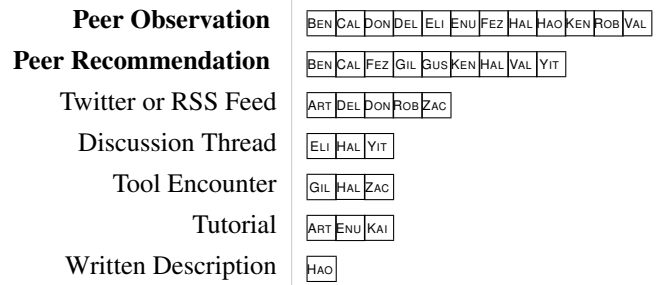 Peer Observation BEN CAL DON DEL ELI ENU FEZ HAL HAO KEN ROB VAL
Peer Recommendation BEN CAL FEZ GIL GUS KEN HAL VAL YIT
Twitter or RSS Feed ART DEL DON ROB ZAC
Discussion Thread ELI HAL YIT
Tool Encounter GIL HAL ZAC
Tutorial ART ENU KAI
Written Description HAO